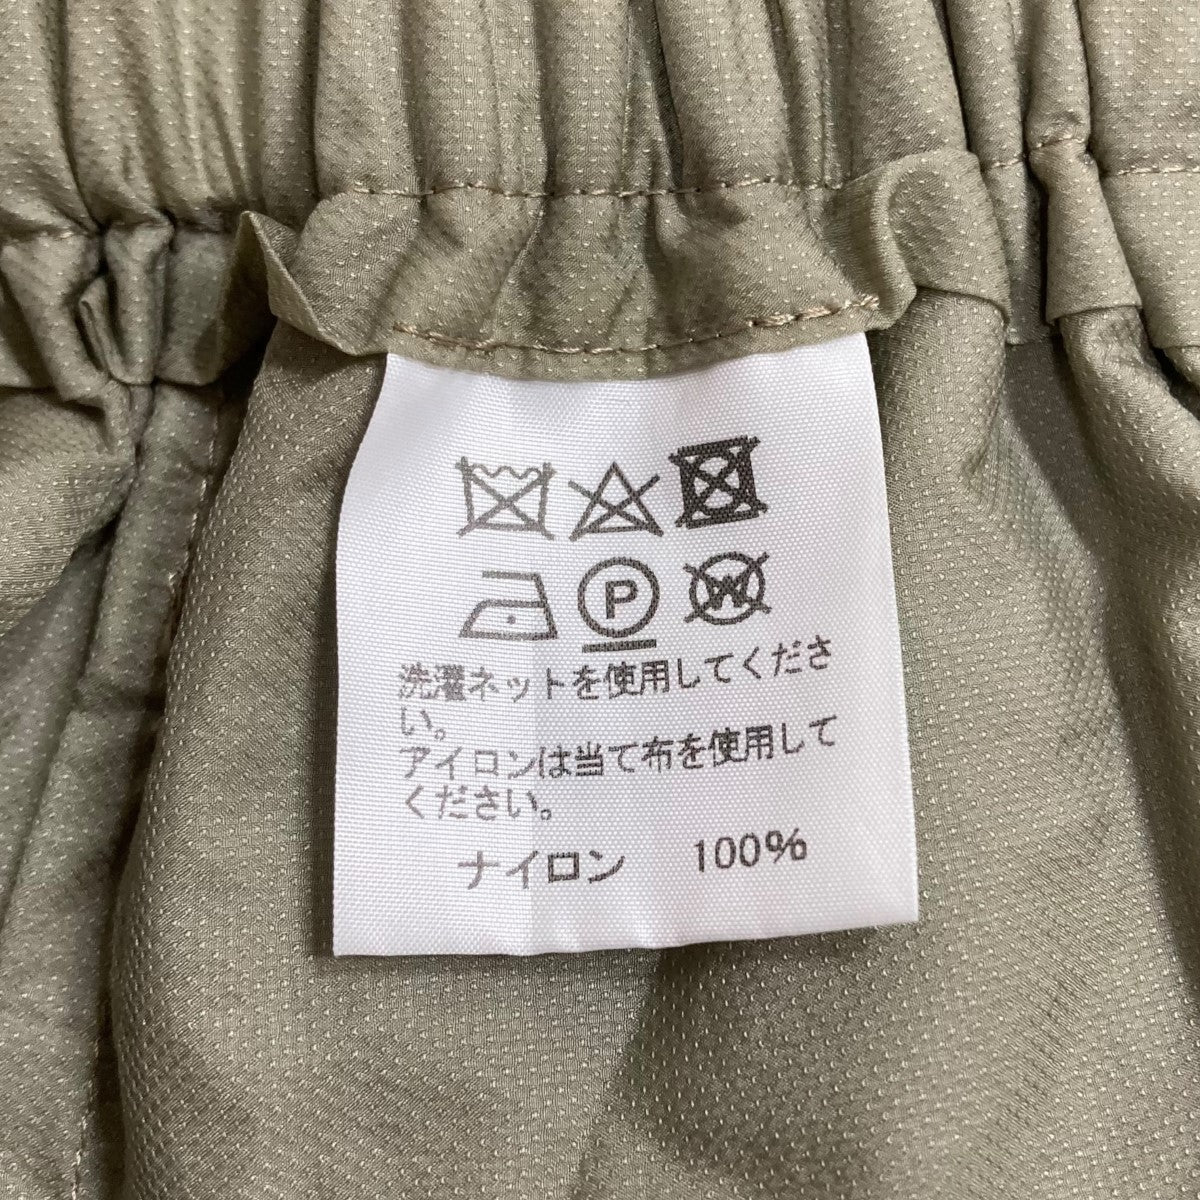 P W
洗濯ネットを使用してくださ
い。
アイロンは当て布を使用して
ください。
ナイロン 100%